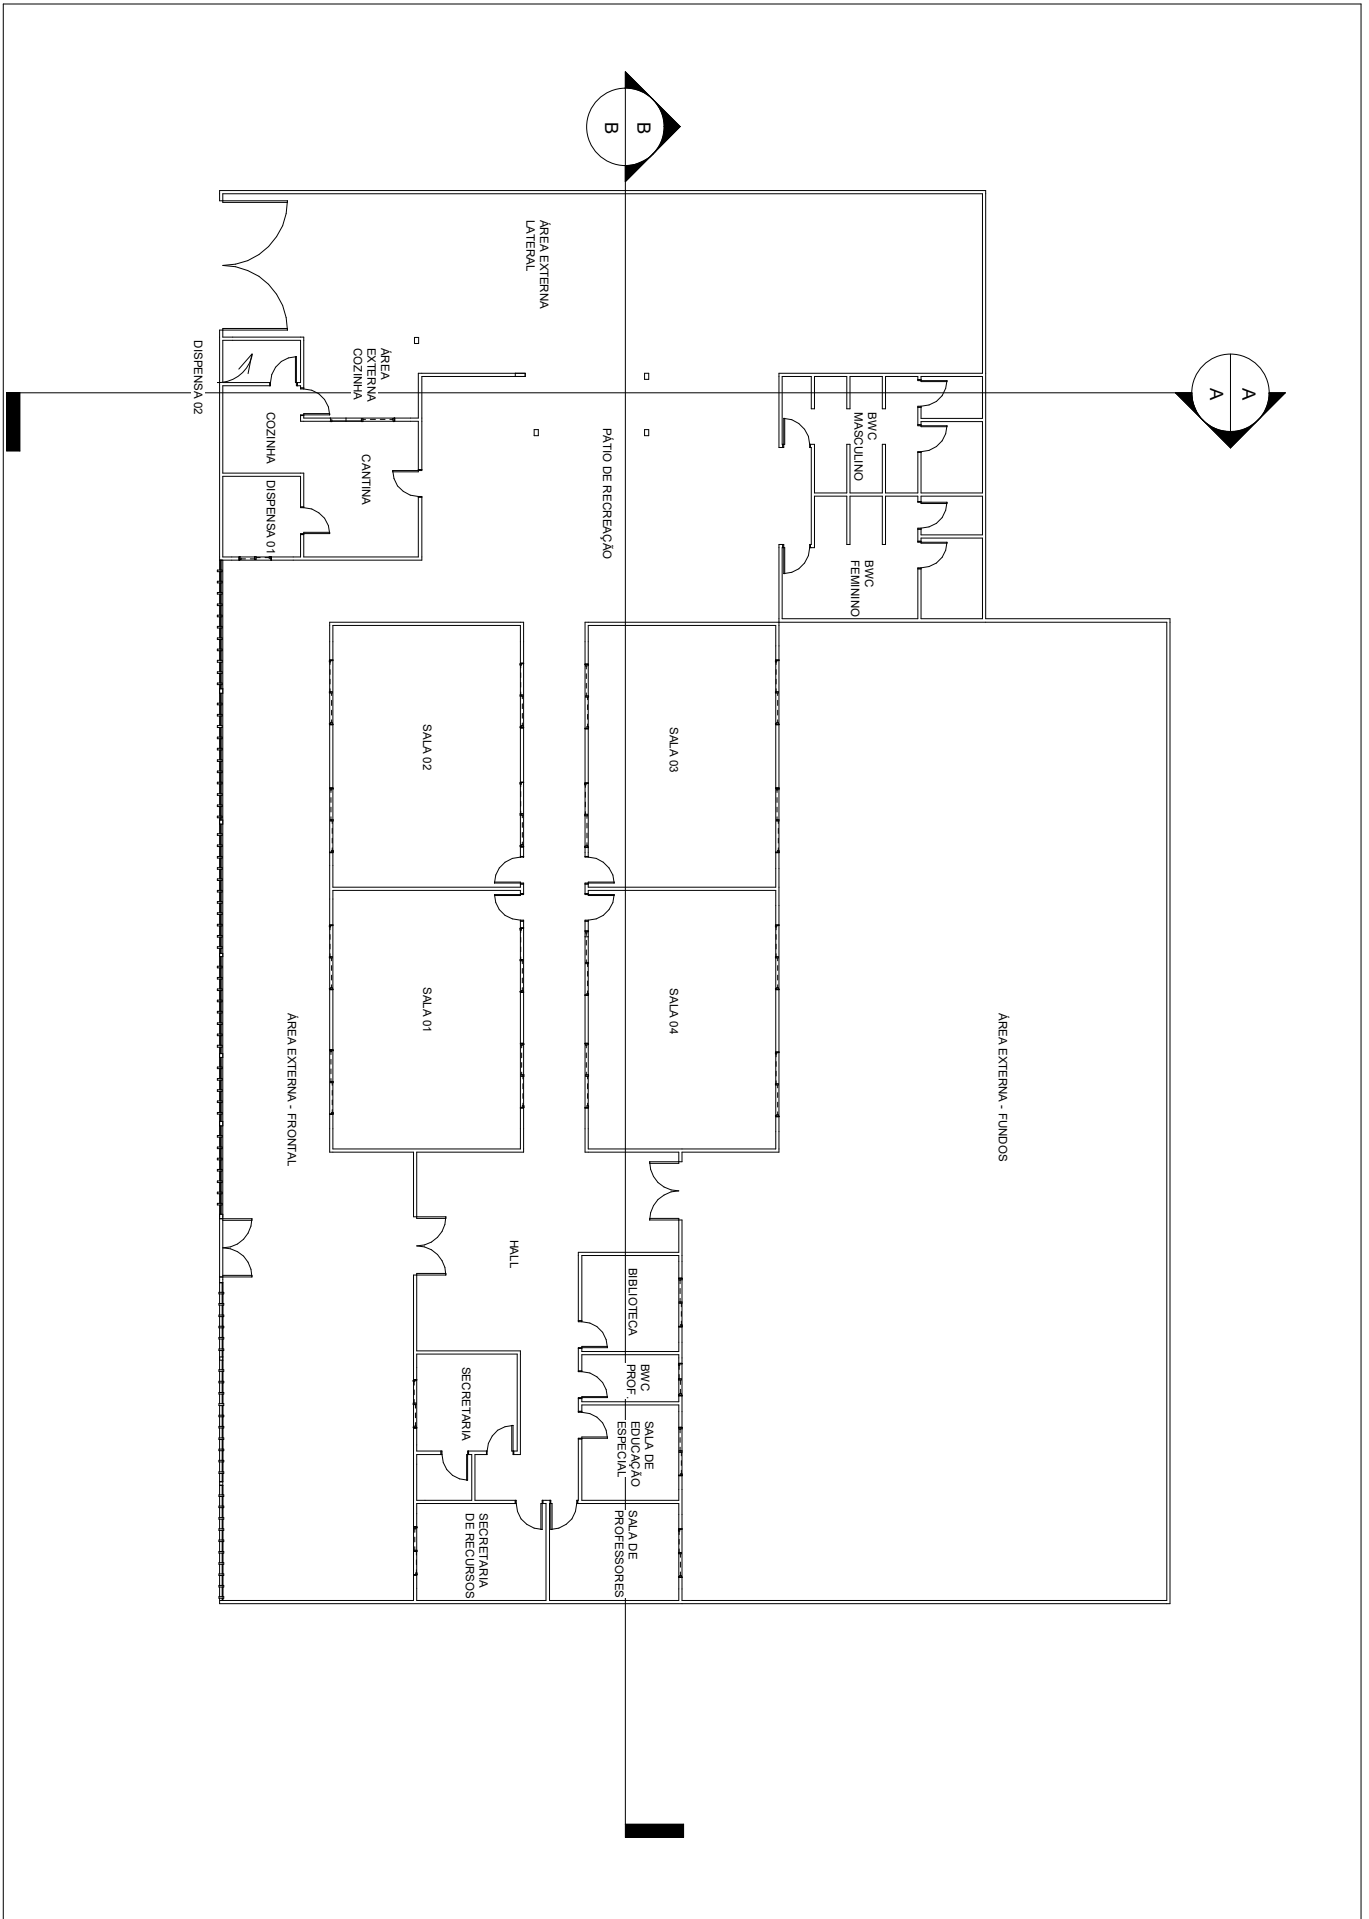 A
A
B
B
ÁREA EXTERNA
LATERAL
BWC
MASCULINO
BWC
FEMININO
PÁTIO DE RECREAÇÃO
ÁREA
EXTERNA
COZINHA
DISPENSA 02
COZINHA
CANTINA
DISPENSA 01
ÁREA EXTERNA - FUNDOS
SALA 03
SALA 04
SALA 02
SALA 01
ÁREA EXTERNA - FRONTAL
HALL
BIBLIOTECA
BWC
PROF.
SALA DE
EDUCAÇÃO
ESPECIAL
SALA DE
PROFESSORES
SECRETARIA
SECRETARIA
DE RECURSOS